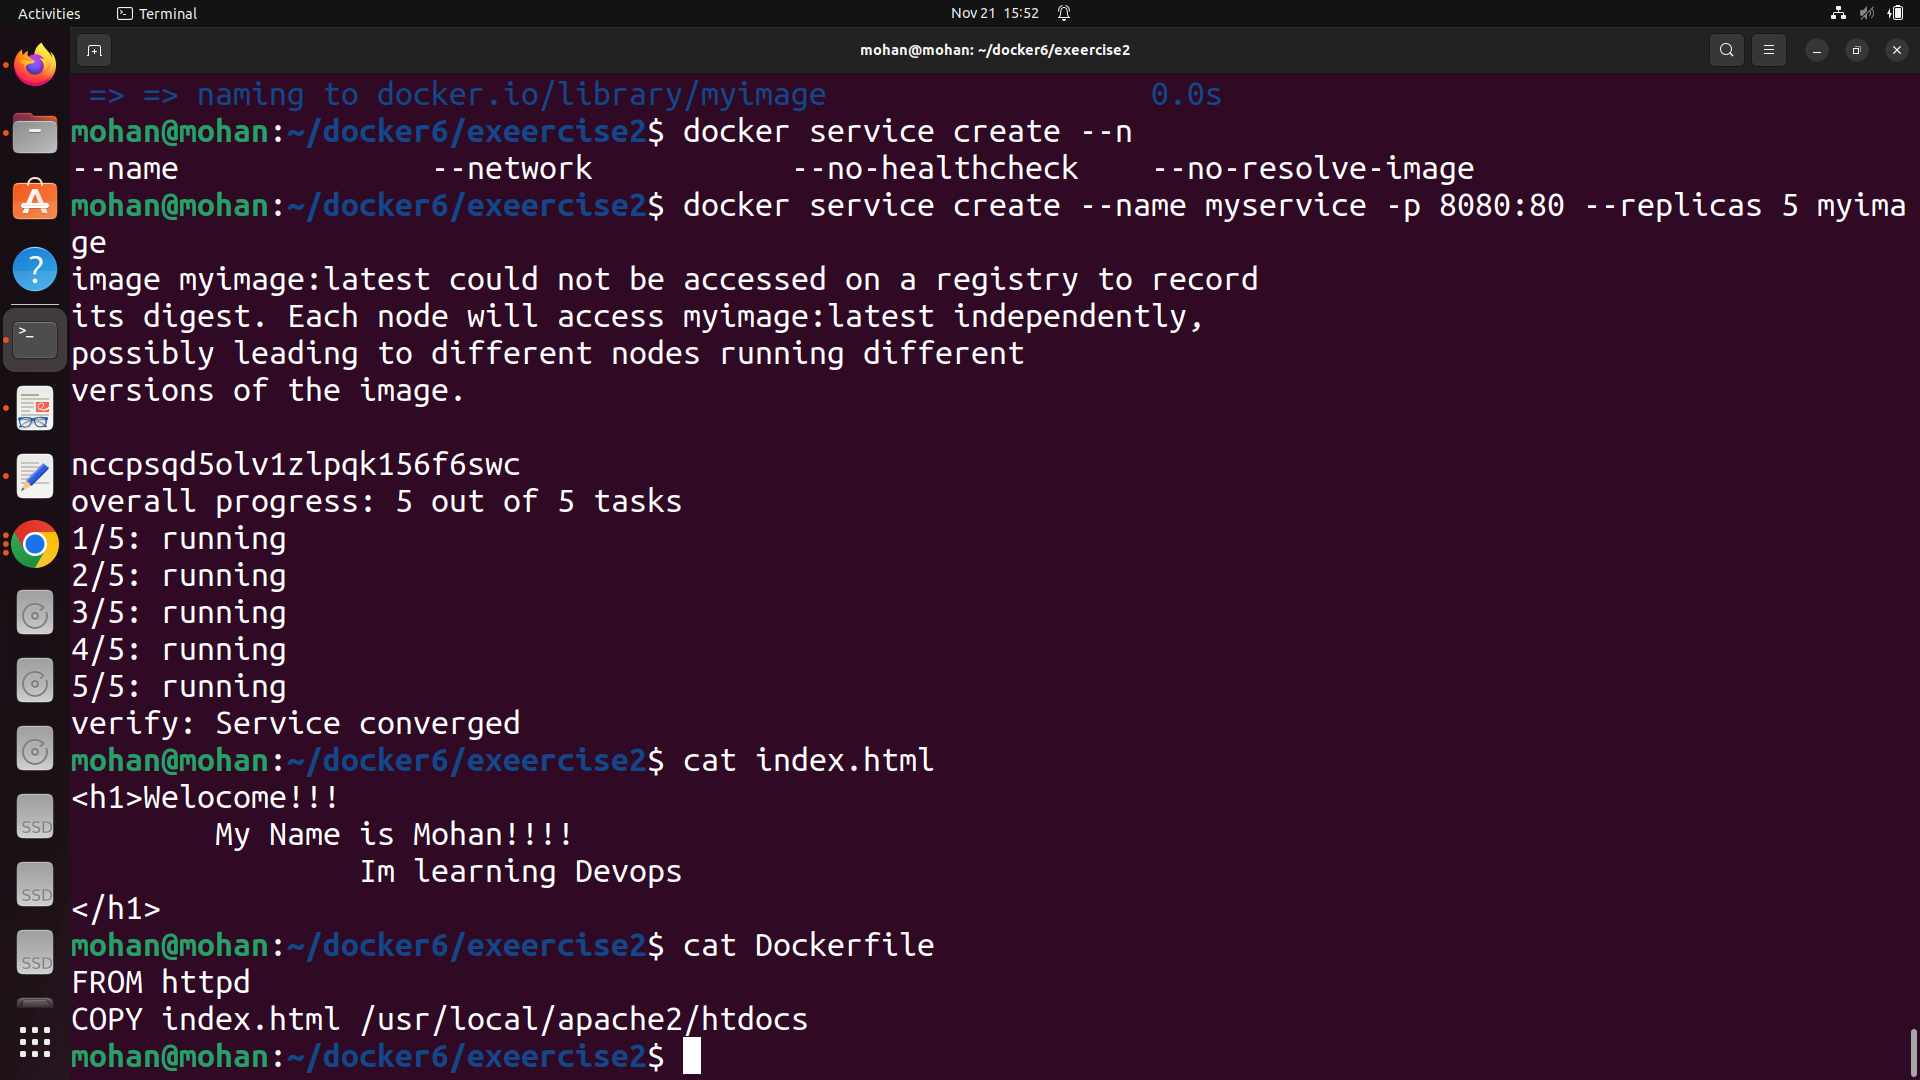 Activities
Terminal
Nov 21 15:52
mohan@mohan: ~/docker6/exeercise2
=> => naming to docker.io/library/myimage 0.0s
mohan@mohan:~/docker6/exeercise2$ docker service create --n
--name --network --no-healthcheck --no-resolve-image
mohan@mohan:~/docker6/exeercise2$ docker service create --name myservice -p 8080:80 --replicas 5 myima
ge
image myimage:latest could not be accessed on a registry to record
its digest. Each node will access myimage:latest independently,
possibly leading to different nodes running different
versions of the image.
nccpsqd5olv1zlpqk156f6swc
overall progress: 5 out of 5 tasks
1/5: running
2/5: running
3/5: running
4/5: running
5/5: running
verify: Service converged
mohan@mohan:~/docker6/exeercise2$ cat index.html
<h1>Welocome!!!
My Name is Mohan!!!!
Im learning Devops
</h1>
mohan@mohan:~/docker6/exeercise2$ cat Dockerfile
FROM httpd
COPY index.html /usr/local/apache2/htdocs
mohan@mohan:~/docker6/exeercise2$
SSD
SSD
SSD